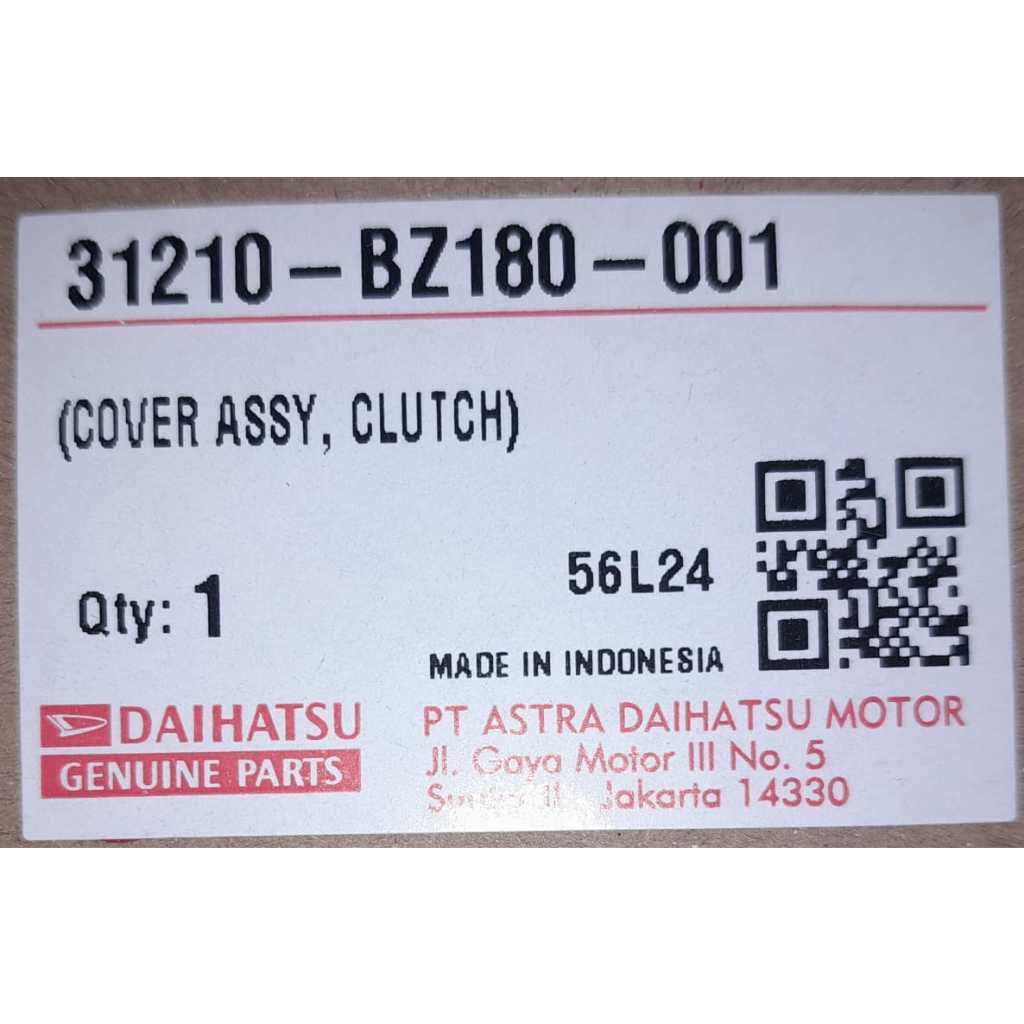 31210-BZ180-001
(COVER ASSY, CLUTCH)
56L24
Qty: 1
MADE IN INDONESIA
DAIHATSU
GENUINE PARTS
PT ASTRA DAIHATSU MOTOR
Jl. Gaya Motor III No. 5
Jakarta 14330